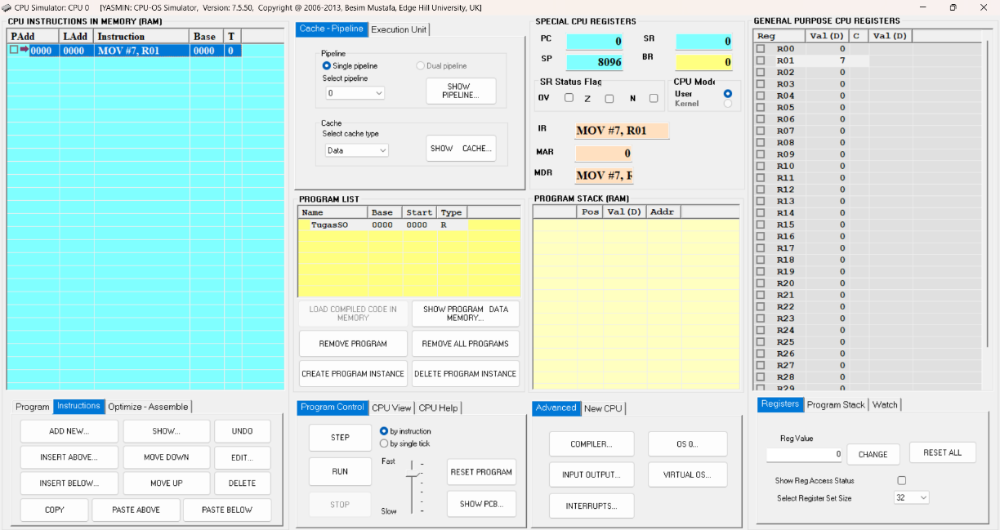 CPU Simulator: CPU 0 [YASMIN: CPU-OS Simulator, Version: 7.5.50, Copyright @ 2006-2013, Besim Mustafa, Edge Hill University, UK]
CPU INSTRUCTIONS IN MEMORY (RAM)
PAdd LAdd Instruction Base T
0000 0000 MOV #7, R01 0000 0
Program Instructions Optimize - Assemble
ADD NEW... SHOW... UNDO
INSERT ABOVE... MOVE DOWN EDIT...
INSERT BELOW... MOVE UP DELETE
COPY PASTE ABOVE PASTE BELOW
Cache - Pipeline Execution Unit
Pipeline
Single pipeline Dual pipeline
Select pipeline
0
SHOW
PIPELINE...
Cache
Select cache type
Data
SHOW CACHE...
PROGRAM LIST
Name Base Start Type
TugasSO 0000 0000 R
LOAD COMPILED CODE IN
MEMORY
SHOW PROGRAM DATA
MEMORY...
REMOVE PROGRAM REMOVE ALL PROGRAMS
CREATE PROGRAM INSTANCE DELETE PROGRAM INSTANCE
Program Control CPU View CPU Help
STEP
by instruction
by single tick
RUN
Fast
RESET PROGRAM
STOP
Slow
SHOW PCB...
SPECIAL CPU REGISTERS
PC 0 SR 0
SP 8096 BR 0
SR Status Flag
OV Z N
CPU Mode
User
Kernel
IR MOV #7, R01
MAR 0
MDR MOV #7, F
PROGRAM STACK (RAM)
Pos Val(D) Addr
Advanced New CPU
COMPILER... OS 0...
INPUT OUTPUT... VIRTUAL OS...
INTERRUPTS...
GENERAL PURPOSE CPU REGISTERS
Reg Val(D) C Val(D)
R00 0
R01 7
R02 0
R03 0
R04 0
R05 0
R06 0
R07 0
R08 0
R09 0
R10 0
R11 0
R12 0
R13 0
R14 0
R15 0
R16 0
R17 0
R18 0
R19 0
R20 0
R21 0
R22 0
R23 0
R24 0
R25 0
R26 0
R27 0
R28 0
R29 0
Registers Program Stack Watch
Reg Value
0 CHANGE RESET ALL
Show Reg Access Status
Select Register Set Size 32